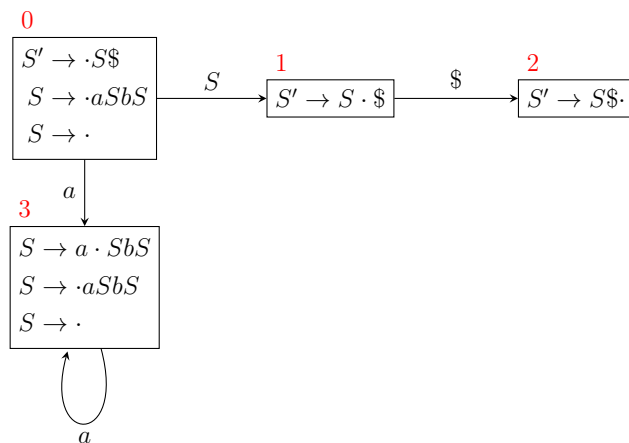 0
S′ → ·S$
S → ·aSbS
S → ·
S
1
S′ → S · $
$
2
S′ → S$·
a
3
S → a · SbS
S → ·aSbS
S → ·
a